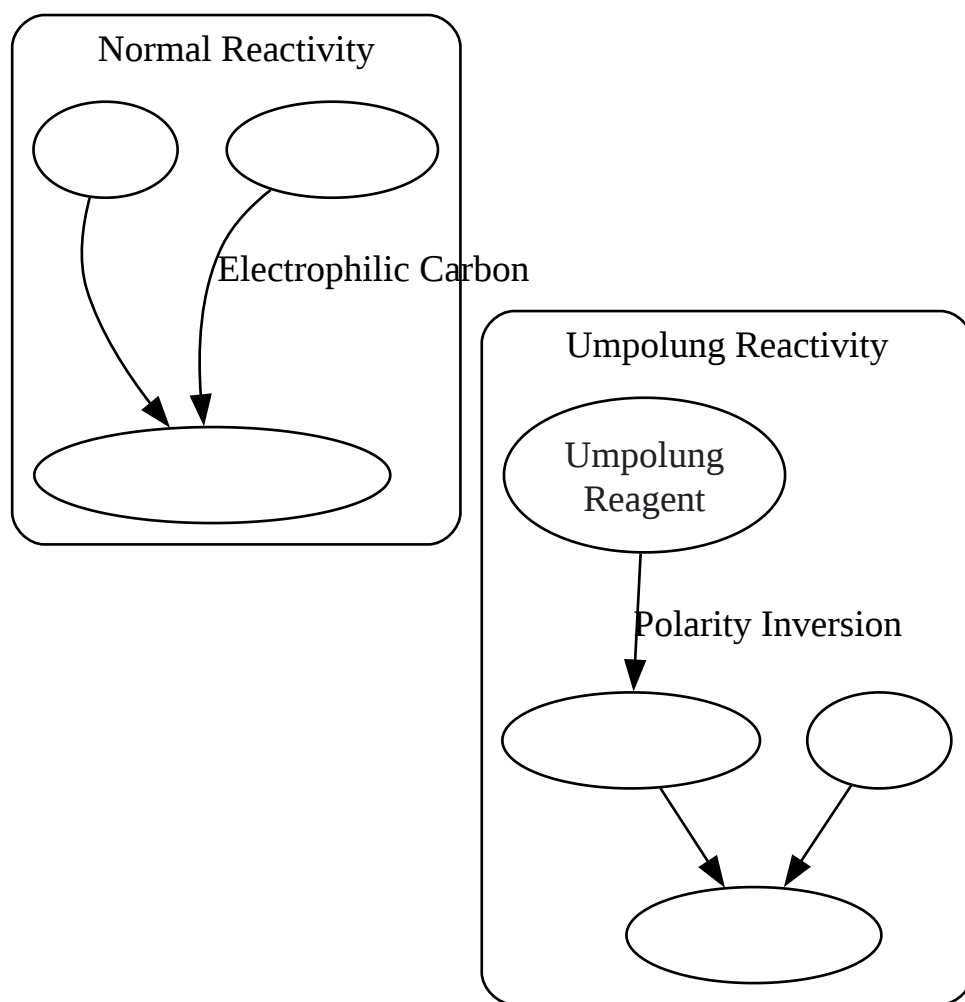 Normal Reactivity
Electrophilic Carbon
Umpolung Reactivity
Umpolung
Reagent
Polarity Inversion